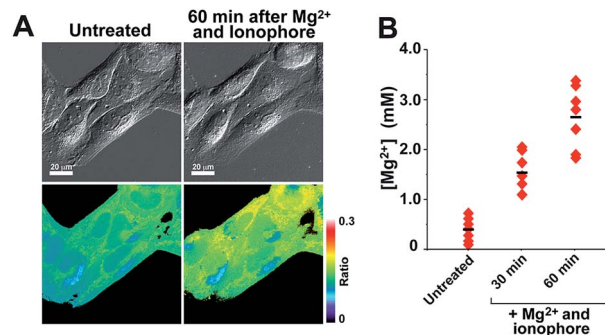 A
Untreated
60 min after Mg2+
and Ionophore
20 μm
20 μm
0.3
Ratio
0
B
[Mg2+] (mM)
4.0
3.0
2.0
1.0
0
Untreated
30 min
60 min
+ Mg2+ and
ionophore